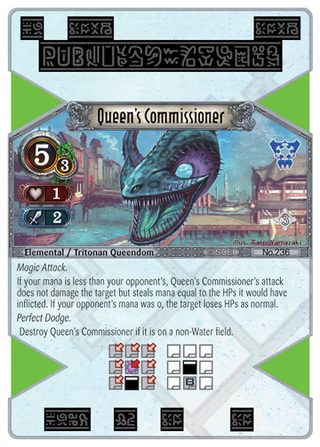 Queen's Commissioner
5
3
1
2
illus. Taro Yamazaki
Elemental / Tritonan Queendom
No.236
Magic Attack.
If your mana is less than your opponent's, Queen's Commissioner's attack
does not damage the target but steals mana equal to the HPs it would have
inflicted. If your opponent's mana was 0, the target loses HPs as normal.
Perfect Dodge.
Destroy Queen's Commissioner if it is on a non-Water field.